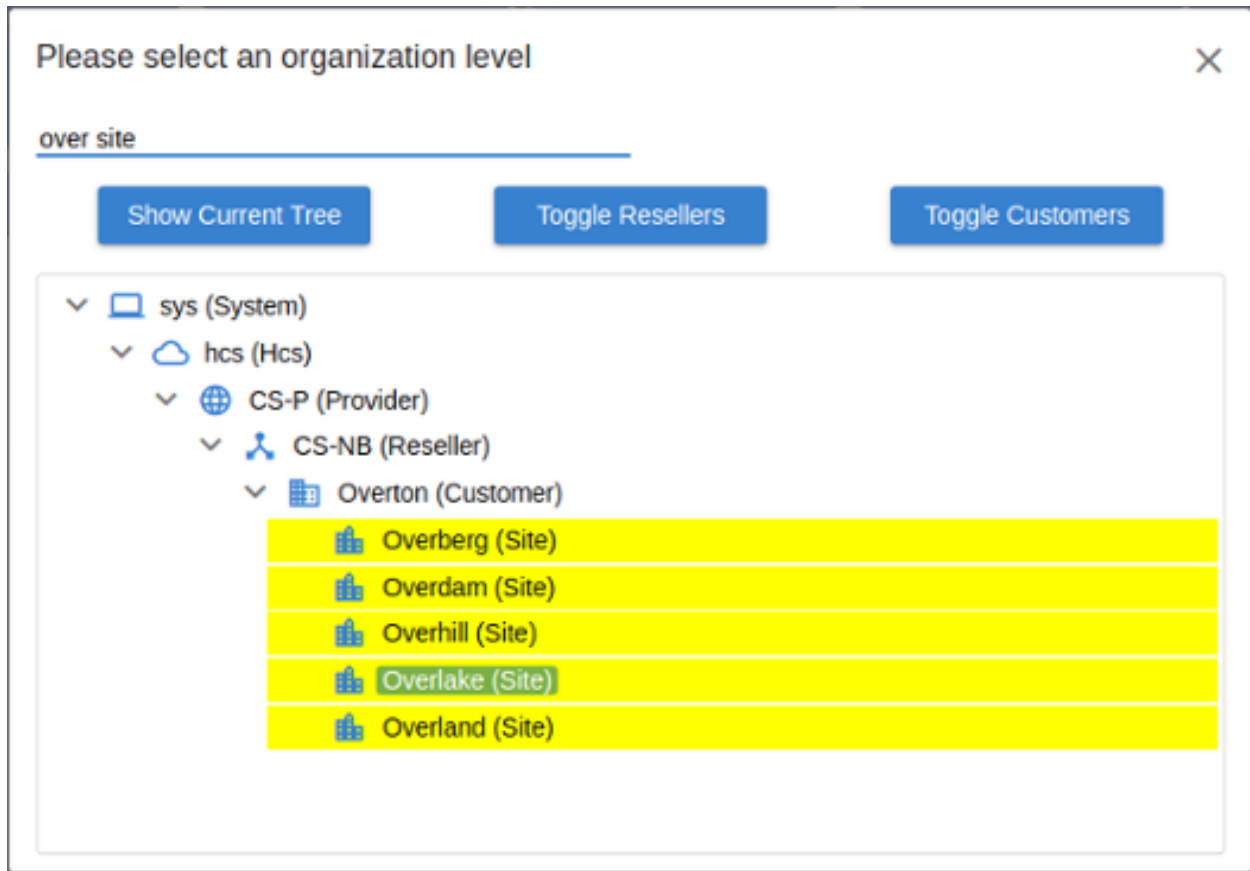 Please select an organization level
over site
Show Current Tree Toggle Resellers Toggle Customers
sys (System)
hcs (Hcs)
CS-P (Provider)
CS-NB (Reseller)
Overton (Customer)
Overberg (Site)
Overdam (Site)
Overhill (Site)
Overlake (Site)
Overland (Site)